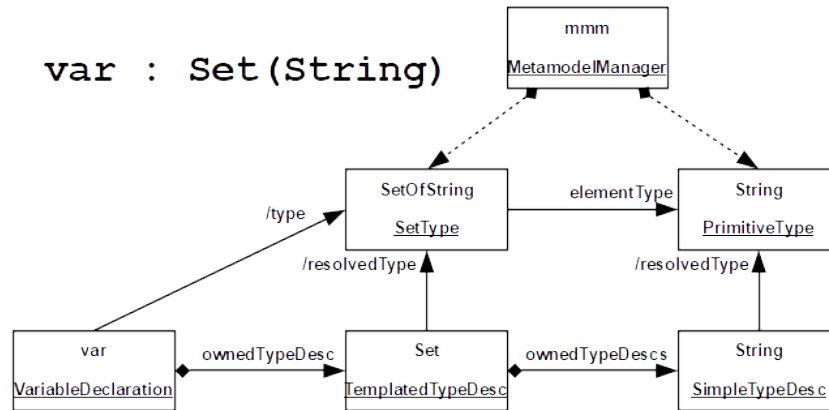 mmm
var : Set(String)
MetamodelManager
SetOfString
elementType
String
/type
SetType
PrimitiveType
/resolvedType
/resolvedType
var
ownedTypeDesc
Set
ownedTypeDescs
String
VariableDeclaration
TemplatedTypeDesc
SimpleTypeDesc